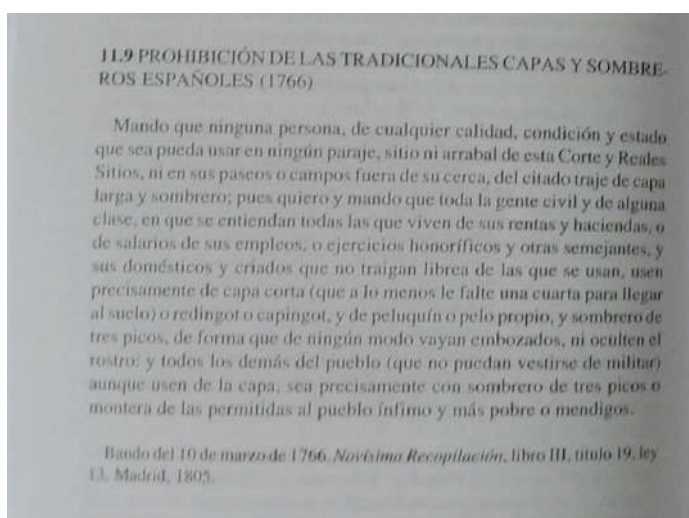 11.9 PROHIBICIÓN DE LAS TRADICIONALES CAPAS Y SOMBRE-
ROS ESPAÑOLES (1766)
Mando que ninguna persona, de cualquier calidad, condición y estado
que sea pueda usar en ningún paraje, sitio ni arrabal de esta Corte y Reales
Sitios, ni en sus paseos o campos fuera de su cerca, del citado traje de capa
larga y sombrero; pues quiero y mando que toda la gente civil y de alguna
clase, en que se entiendan todas las que viven de sus rentas y haciendas, o
de salarios de sus empleos, o ejercicios honoríficos y otras semejantes, y
sus domésticos y criados que no traigan librea de las que se usan, usen
precisamente de capa corta (que a lo menos le falte una cuarta para llegar
al suelo) o redingot o capingot, y de peluquín o pelo propio, y sombrero de
tres picos, de forma que de ningún modo vayan embozados, ni oculten el
rostro; y todos los demás del pueblo (que no puedan vestirse de militar)
aunque usen de la capa, sea precisamente con sombrero de tres picos o
montera de las permitidas al pueblo ínfimo y más pobre o mendigos.
Bando del 10 de marzo de 1766. Novísima Recopilación, libro III, título 19, ley
13, Madrid, 1805.